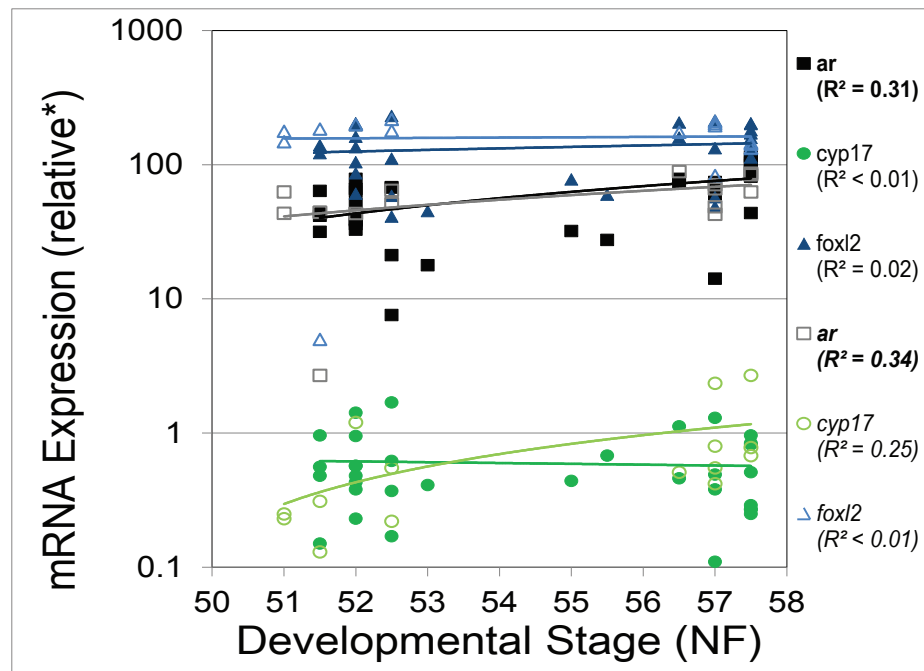 mRNA Expression (relative*)
1000
100
10
1
0.1
50 51 52 53 54 55 56 57 58
Developmental Stage (NF)
ar
(R² = 0.31)
cyp17
(R² < 0.01)
foxl2
(R² = 0.02)
ar
(R² = 0.34)
cyp17
(R² = 0.25)
foxl2
(R² < 0.01)